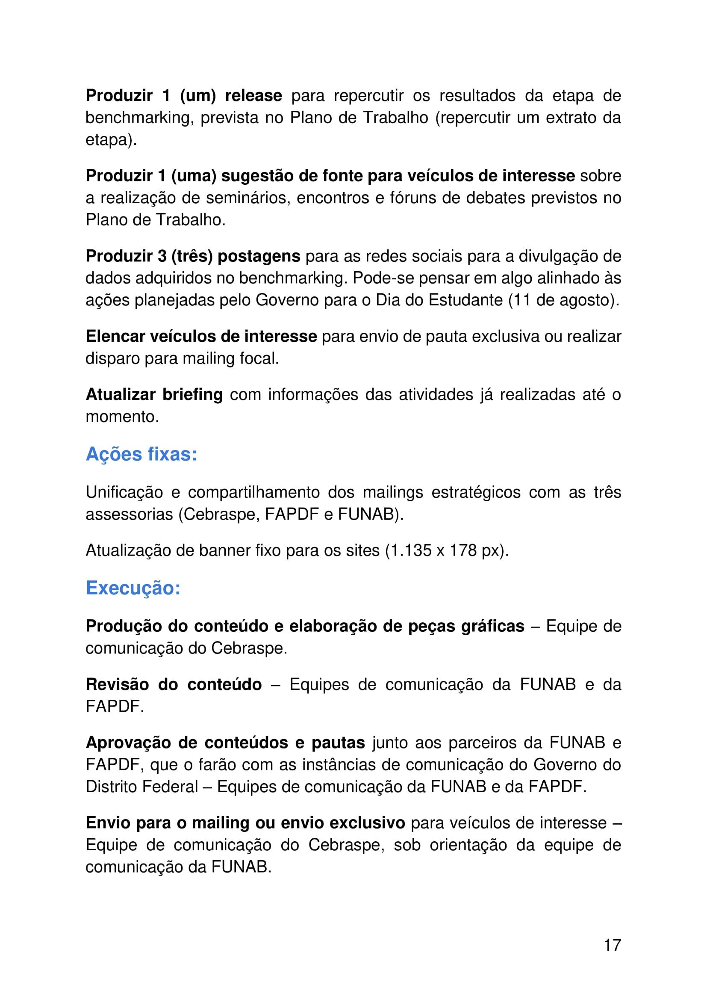 Produzir 1 (um) release para repercutir os resultados da etapa de
benchmarking, prevista no Plano de Trabalho (repercutir um extrato da
etapa).
Produzir 1 (uma) sugestão de fonte para veículos de interesse sobre
a realização de seminários, encontros e fóruns de debates previstos no
Plano de Trabalho.
Produzir 3 (três) postagens para as redes sociais para a divulgação de
dados adquiridos no benchmarking. Pode-se pensar em algo alinhado às
ações planejadas pelo Governo para o Dia do Estudante (11 de agosto).
Elencar veículos de interesse para envio de pauta exclusiva ou realizar
disparo para mailing focal.
Atualizar briefing com informações das atividades já realizadas até o
momento.
Ações fixas:
Unificação e compartilhamento dos mailings estratégicos com as três
assessorias (Cebraspe, FAPDF e FUNAB).
Atualização de banner fixo para os sites (1.135 x 178 px).
Execução:
Produção do conteúdo e elaboração de peças gráficas – Equipe de
comunicação do Cebraspe.
Revisão do conteúdo – Equipes de comunicação da FUNAB e da
FAPDF.
Aprovação de conteúdos e pautas junto aos parceiros da FUNAB e
FAPDF, que o farão com as instâncias de comunicação do Governo do
Distrito Federal – Equipes de comunicação da FUNAB e da FAPDF.
Envio para o mailing ou envio exclusivo para veículos de interesse –
Equipe de comunicação do Cebraspe, sob orientação da equipe de
comunicação da FUNAB.
17